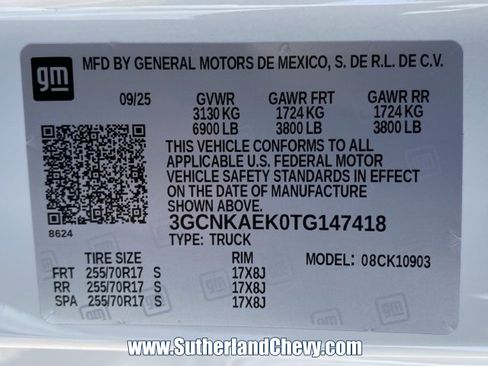 gm
MFD BY GENERAL MOTORS DE MEXICO, S. DE R.L. DE C.V.
09/25 GVWR GAWR FRT GAWR RR
3130 KG 1724 KG 1724 KG
6900 LB 3800 LB 3800 LB
THIS VEHICLE CONFORMS TO ALL
APPLICABLE U.S. FEDERAL MOTOR
VEHICLE SAFETY STANDARDS IN EFFECT
ON THE DATE OF MANUFACTURE
SHOWN ABOVE.
8624
3GCNKAEK0TG147418
TYPE: TRUCK
TIRE SIZE RIM MODEL: 08CK10903
FRT 255/70R17 S 17X8J
RR 255/70R17 S 17X8J
SPA 255/70R17 S 17X8J
www.SutherlandChevy.com